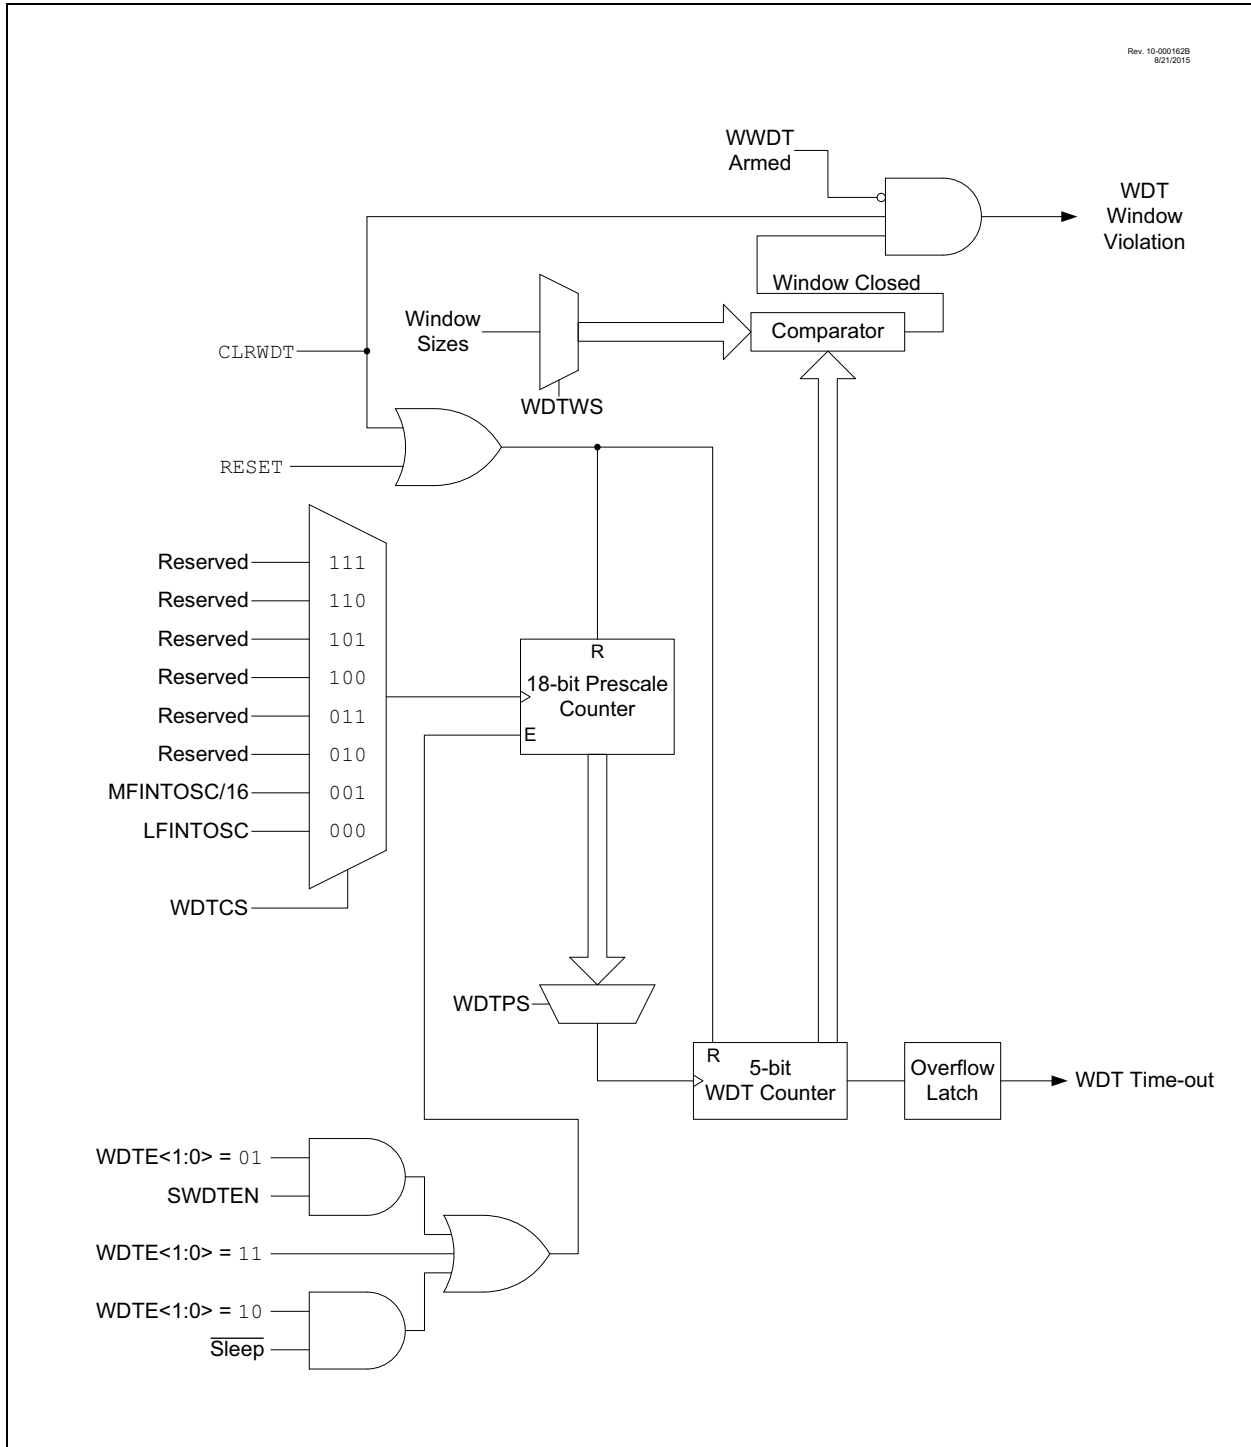 Rev. 10-000162B
8/21/2015
WWDT
Armed
WDT
Window
Violation
Window Closed
Window
Sizes
Comparator
CLRWDT
WDTWS
RESET
Reserved 111
Reserved 110
Reserved 101
Reserved 100
Reserved 011
Reserved 010
MFINTOSC/16 001
LFINTOSC 000
WDTCS
R
18-bit Prescale
Counter
E
WDTPS
R
5-bit
WDT Counter
Overflow
Latch
WDT Time-out
WDTE<1:0> = 01
SWDTEN
WDTE<1:0> = 11
WDTE<1:0> = 10
Sleep